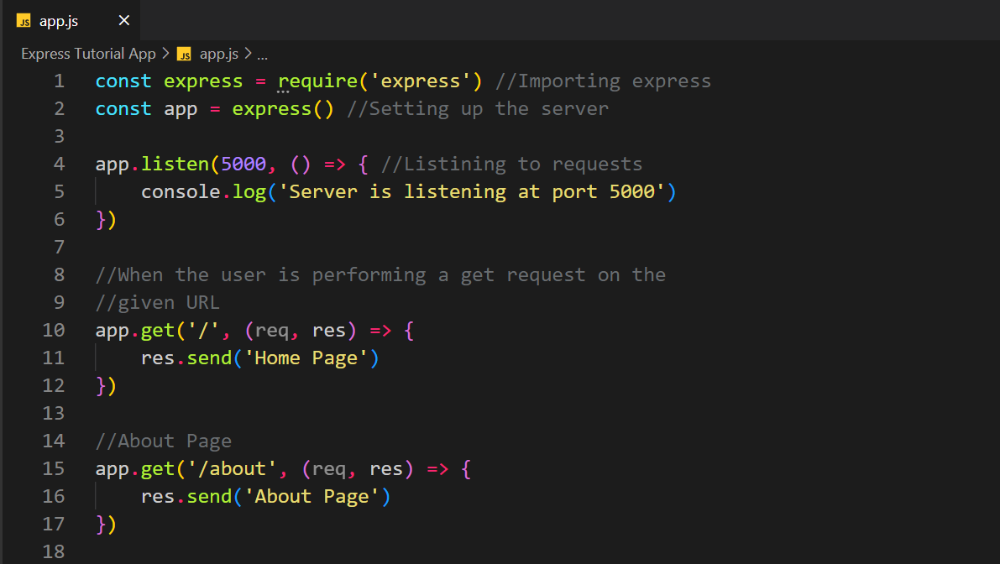 JS app.js ×
Express Tutorial App > JS app.js > ...
1 const express = require('express') //Importing express
2 const app = express() //Setting up the server
3
4 app.listen(5000, () => { //Listining to requests
5     console.log('Server is listening at port 5000')
6 })
7
8 //When the user is performing a get request on the
9 //given URL
10 app.get('/', (req, res) => {
11     res.send('Home Page')
12 })
13
14 //About Page
15 app.get('/about', (req, res) => {
16     res.send('About Page')
17 })
18